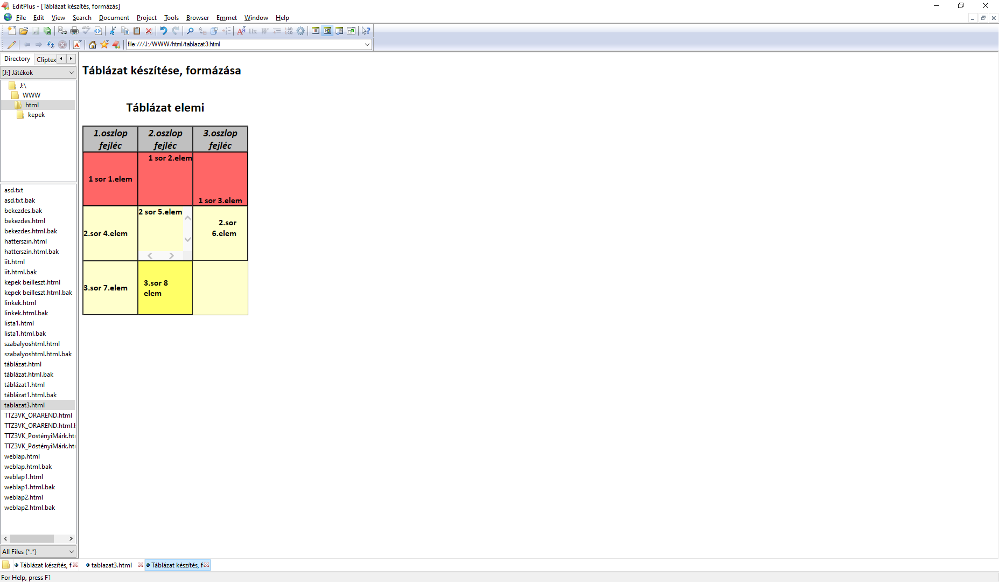 EditPlus - [Táblázat készítés, formázás]
File Edit View Search Document Project Tools Browser Emmet Window Help
file:///J:/WWW/html/tablazat3.html
Directory Cliptex
[J:] Játékok
J:\
WWW
html
kepek
asd.txt
asd.txt.bak
bekezdes.bak
bekezdes.html
bekezdes.html.bak
hatterszin.html
hatterszin.html.bak
iit.html
iit.html.bak
kepek beilleszt.html
kepek beilleszt.html.bak
linkek.html
linkek.html.bak
lista1.html
lista1.html.bak
szabalyoshtml.html
szabalyoshtml.html.bak
táblázat.html
táblázat.html.bak
táblázat1.html
táblázat1.html.bak
tablazat3.html
TTZ3VK_ORAREND.html
TTZ3VK_ORAREND.html.b
TTZ3VK_PöstényiMárk.htm
TTZ3VK_PöstényiMárk.htm
weblap.html
weblap.html.bak
weblap1.html
weblap1.html.bak
weblap2.html
weblap2.html.bak
All Files (*.*)
Táblázat készítése, formázása
Táblázat elemi
1.oszlop 2.oszlop 3.oszlop
fejléc fejléc fejléc
1 sor 2.elem
1 sor 1.elem
1 sor 3.elem
2 sor 5.elem
2.sor
2.sor 4.elem 6.elem
3.sor 8
3.sor 7.elem
elem
Táblázat készítés, f tablazat3.html Táblázat készítés, f
For Help, press F1